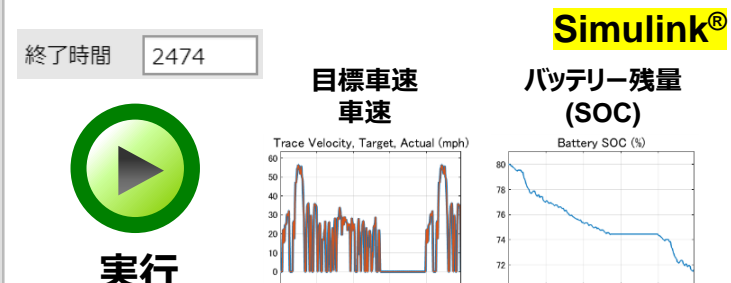 Simulink®
終了時間 2474
目標車速
車速
バッテリー残量
(SOC)
Trace Velocity, Target, Actual (mph)
60
50
40
30
20
10
0
Battery SOC (%)
80
78
76
74
72
実行